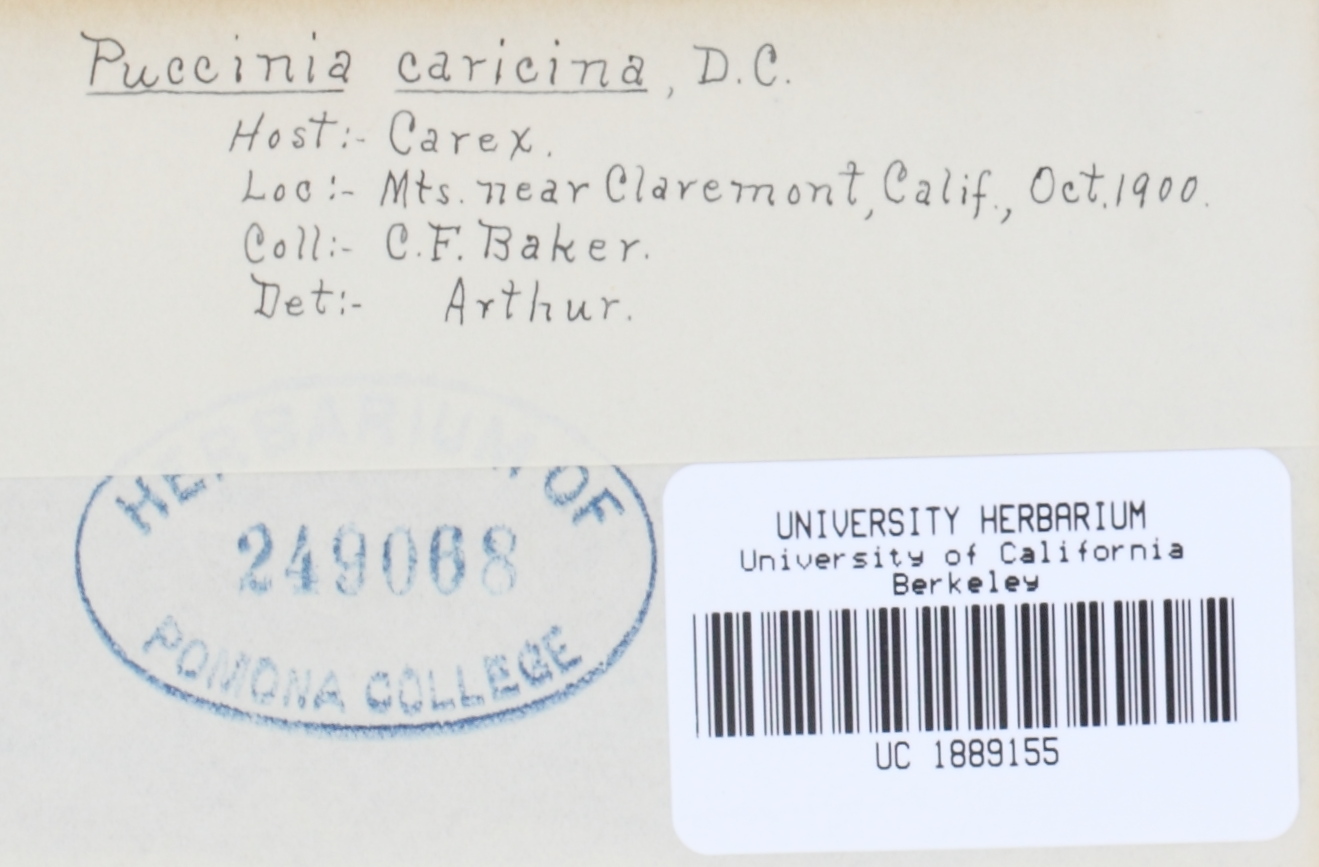 Puccinia caricina, D.C.
Host:- Carex.
Loc:- Mts. near Claremont, Calif., Oct. 1900.
Coll:- C.F. Baker.
Det:- Arthur.
HERBARIUM OF
249068
POMONA COLLEGE
UNIVERSITY HERBARIUM
University of California
Berkeley
UC 1889155